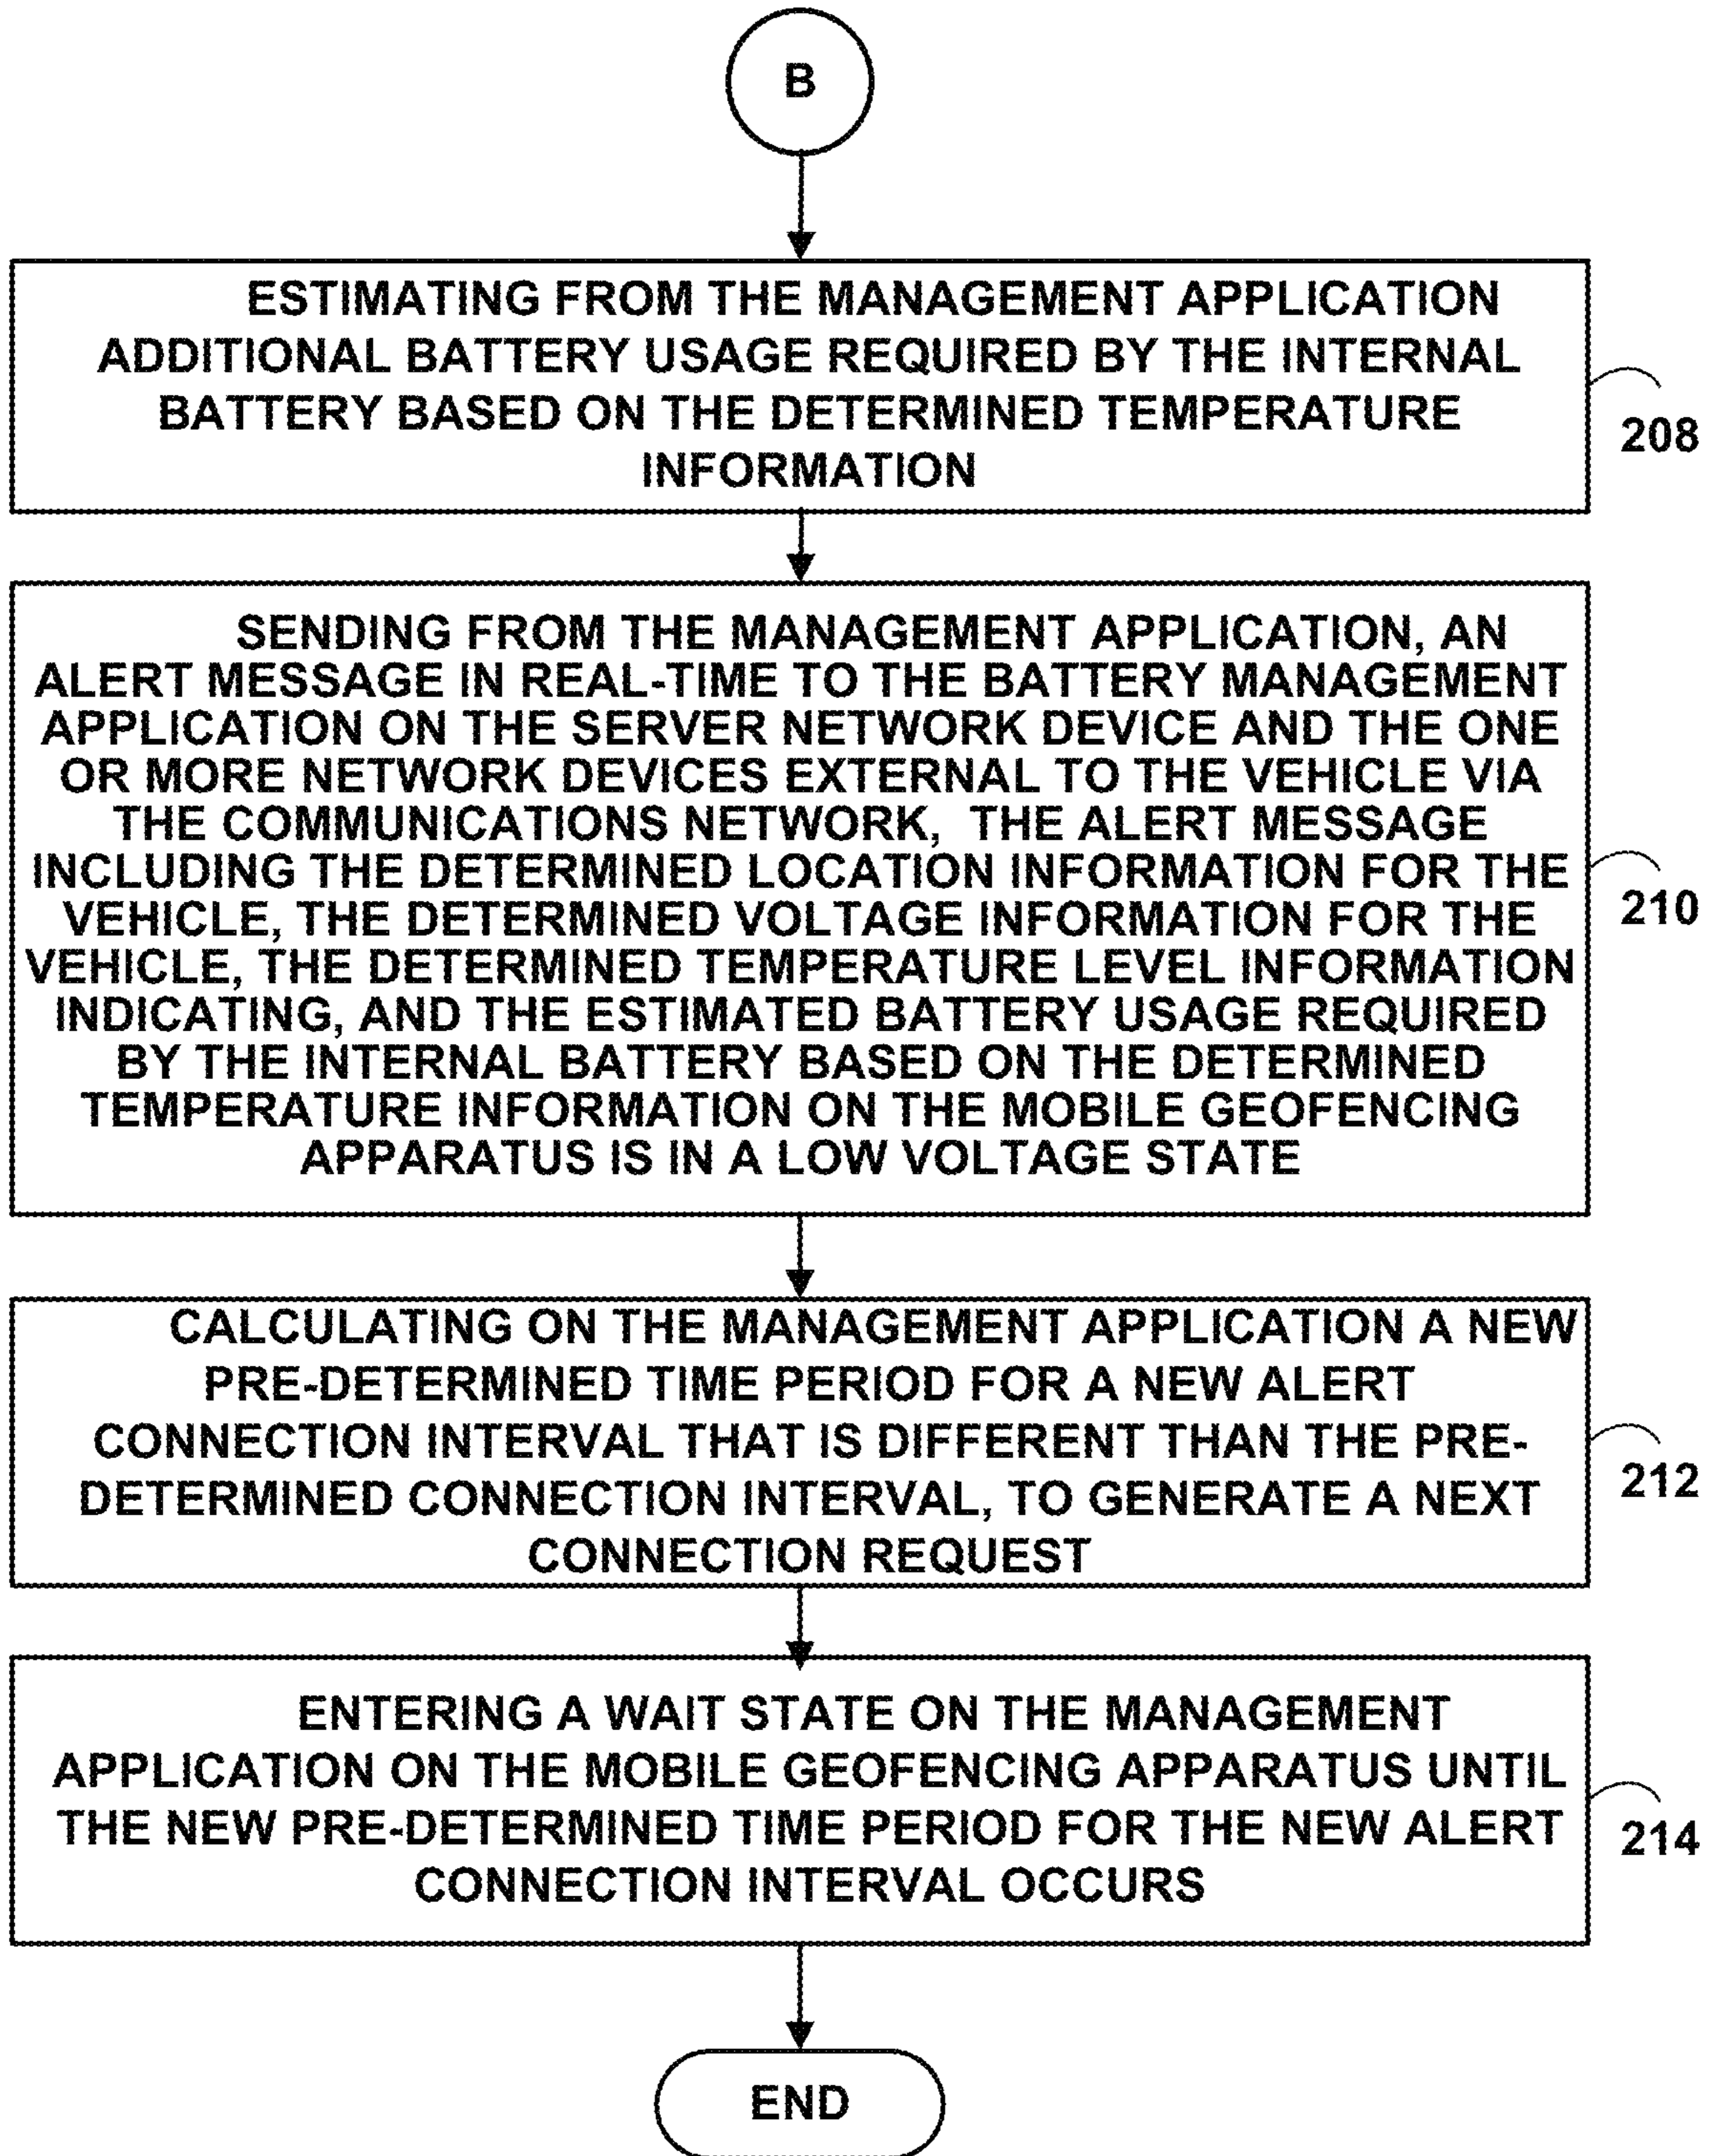 B
ESTIMATING FROM THE MANAGEMENT APPLICATION
ADDITIONAL BATTERY USAGE REQUIRED BY THE INTERNAL
BATTERY BASED ON THE DETERMINED TEMPERATURE
INFORMATION
208
SENDING FROM THE MANAGEMENT APPLICATION, AN
ALERT MESSAGE IN REAL-TIME TO THE BATTERY MANAGEMENT
APPLICATION ON THE SERVER NETWORK DEVICE AND THE ONE
OR MORE NETWORK DEVICES EXTERNAL TO THE VEHICLE VIA
THE COMMUNICATIONS NETWORK, THE ALERT MESSAGE
INCLUDING THE DETERMINED LOCATION INFORMATION FOR THE
VEHICLE, THE DETERMINED VOLTAGE INFORMATION FOR THE
VEHICLE, THE DETERMINED TEMPERATURE LEVEL INFORMATION
INDICATING, AND THE ESTIMATED BATTERY USAGE REQUIRED
BY THE INTERNAL BATTERY BASED ON THE DETERMINED
TEMPERATURE INFORMATION ON THE MOBILE GEOFENCING
APPARATUS IS IN A LOW VOLTAGE STATE
210
CALCULATING ON THE MANAGEMENT APPLICATION A NEW
PRE-DETERMINED TIME PERIOD FOR A NEW ALERT
CONNECTION INTERVAL THAT IS DIFFERENT THAN THE PRE-
DETERMINED CONNECTION INTERVAL, TO GENERATE A NEXT
CONNECTION REQUEST
212
ENTERING A WAIT STATE ON THE MANAGEMENT
APPLICATION ON THE MOBILE GEOFENCING APPARATUS UNTIL
THE NEW PRE-DETERMINED TIME PERIOD FOR THE NEW ALERT
CONNECTION INTERVAL OCCURS
214
END